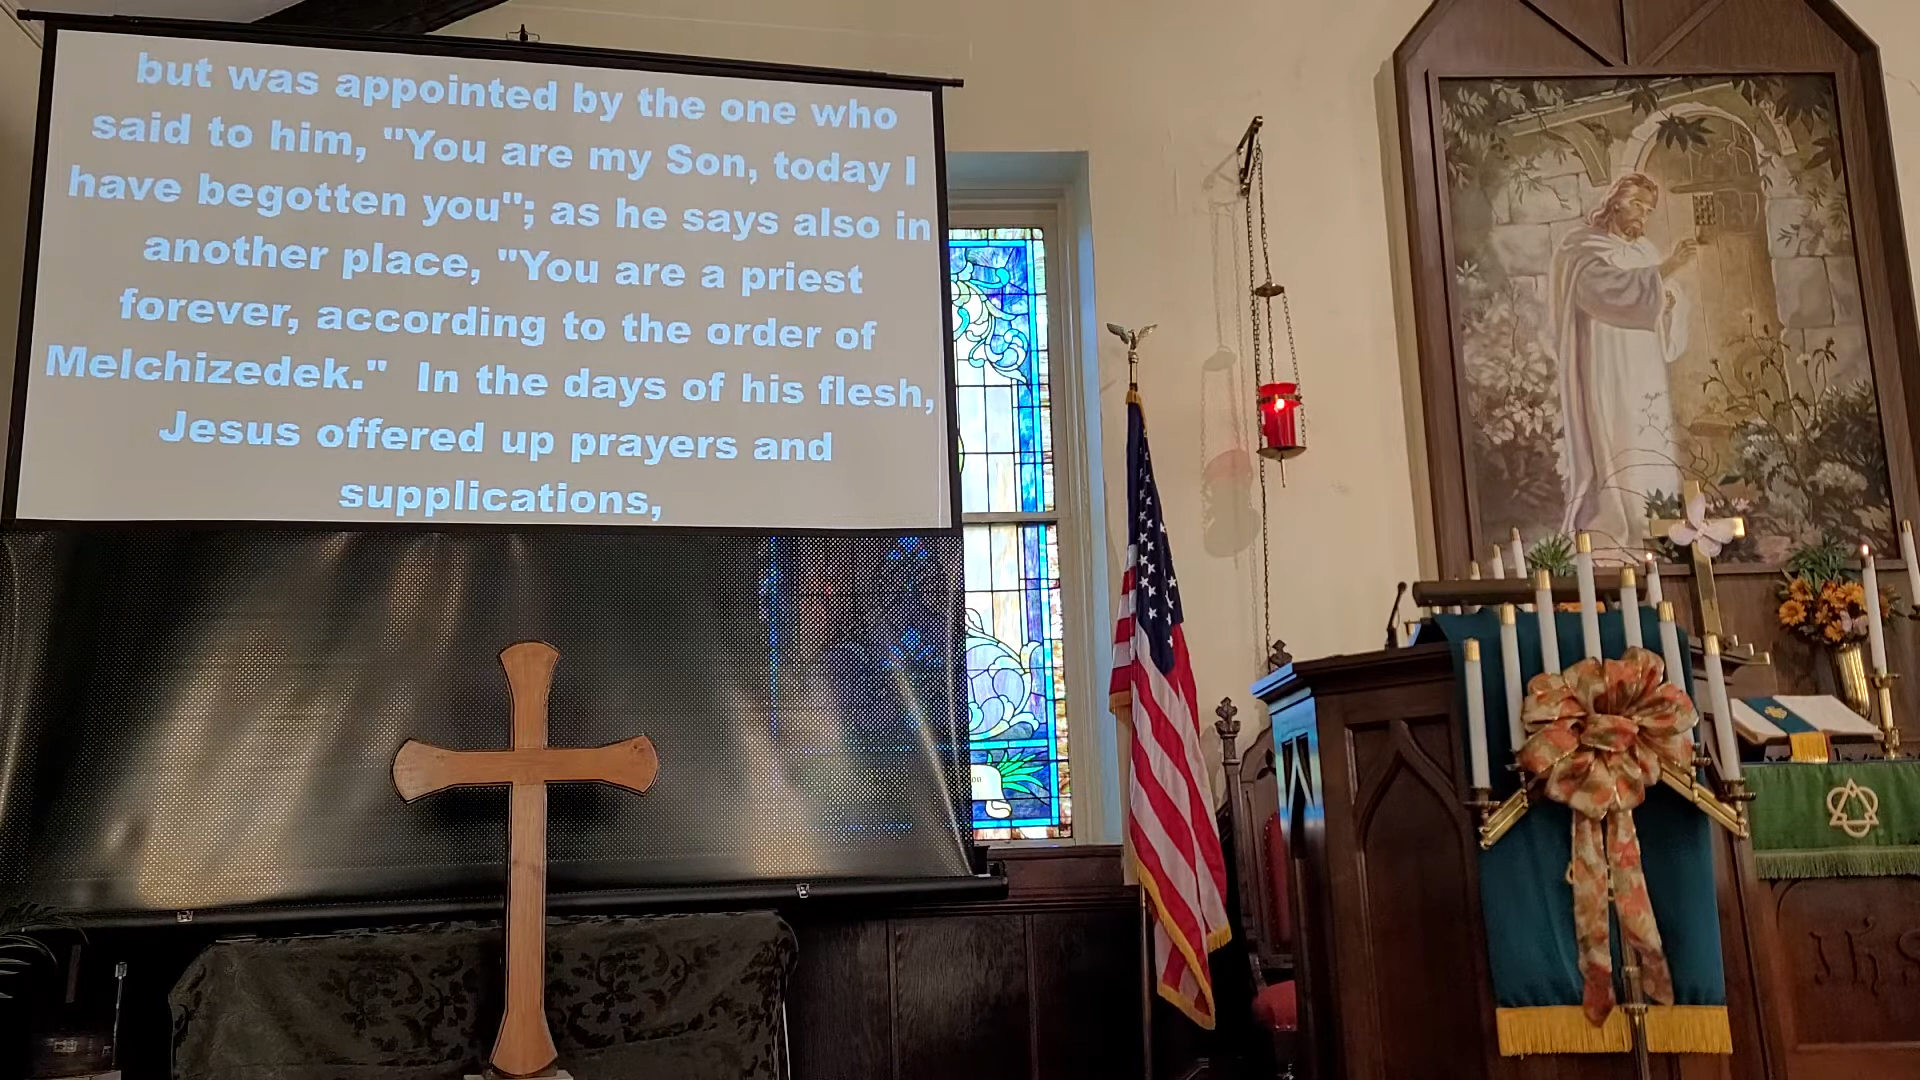 but was appointed by the one who
said to him, "You are my Son, today I
have begotten you"; as he says also in
another place, "You are a priest
forever, according to the order of
Melchizedek."  In the days of his flesh,
Jesus offered up prayers and
supplications,
IHS